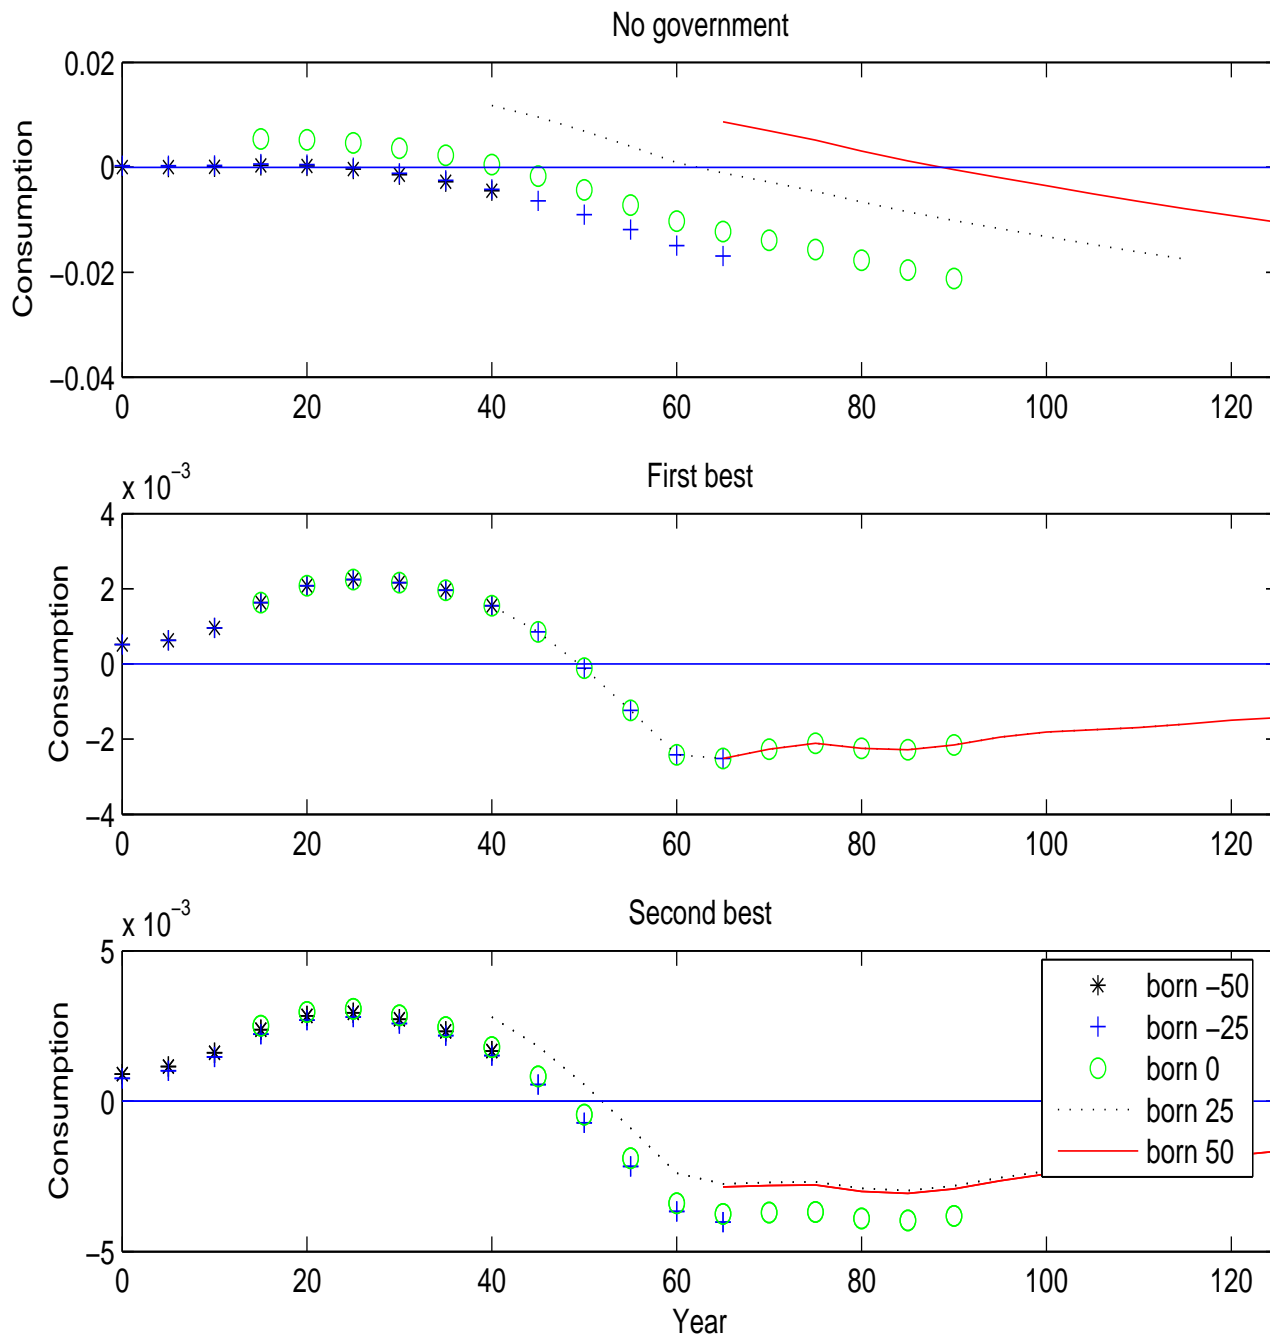 No government
0.02
0
−0.02
−0.04
Consumption
0 20 40 60 80 100 120
x 10−3
First best
4
2
0
−2
−4
Consumption
0 20 40 60 80 100 120
x 10−3
Second best
5
0
−5
Consumption
born −50
born −25
born 0
born 25
born 50
0 20 40 60 80 100 120
Year